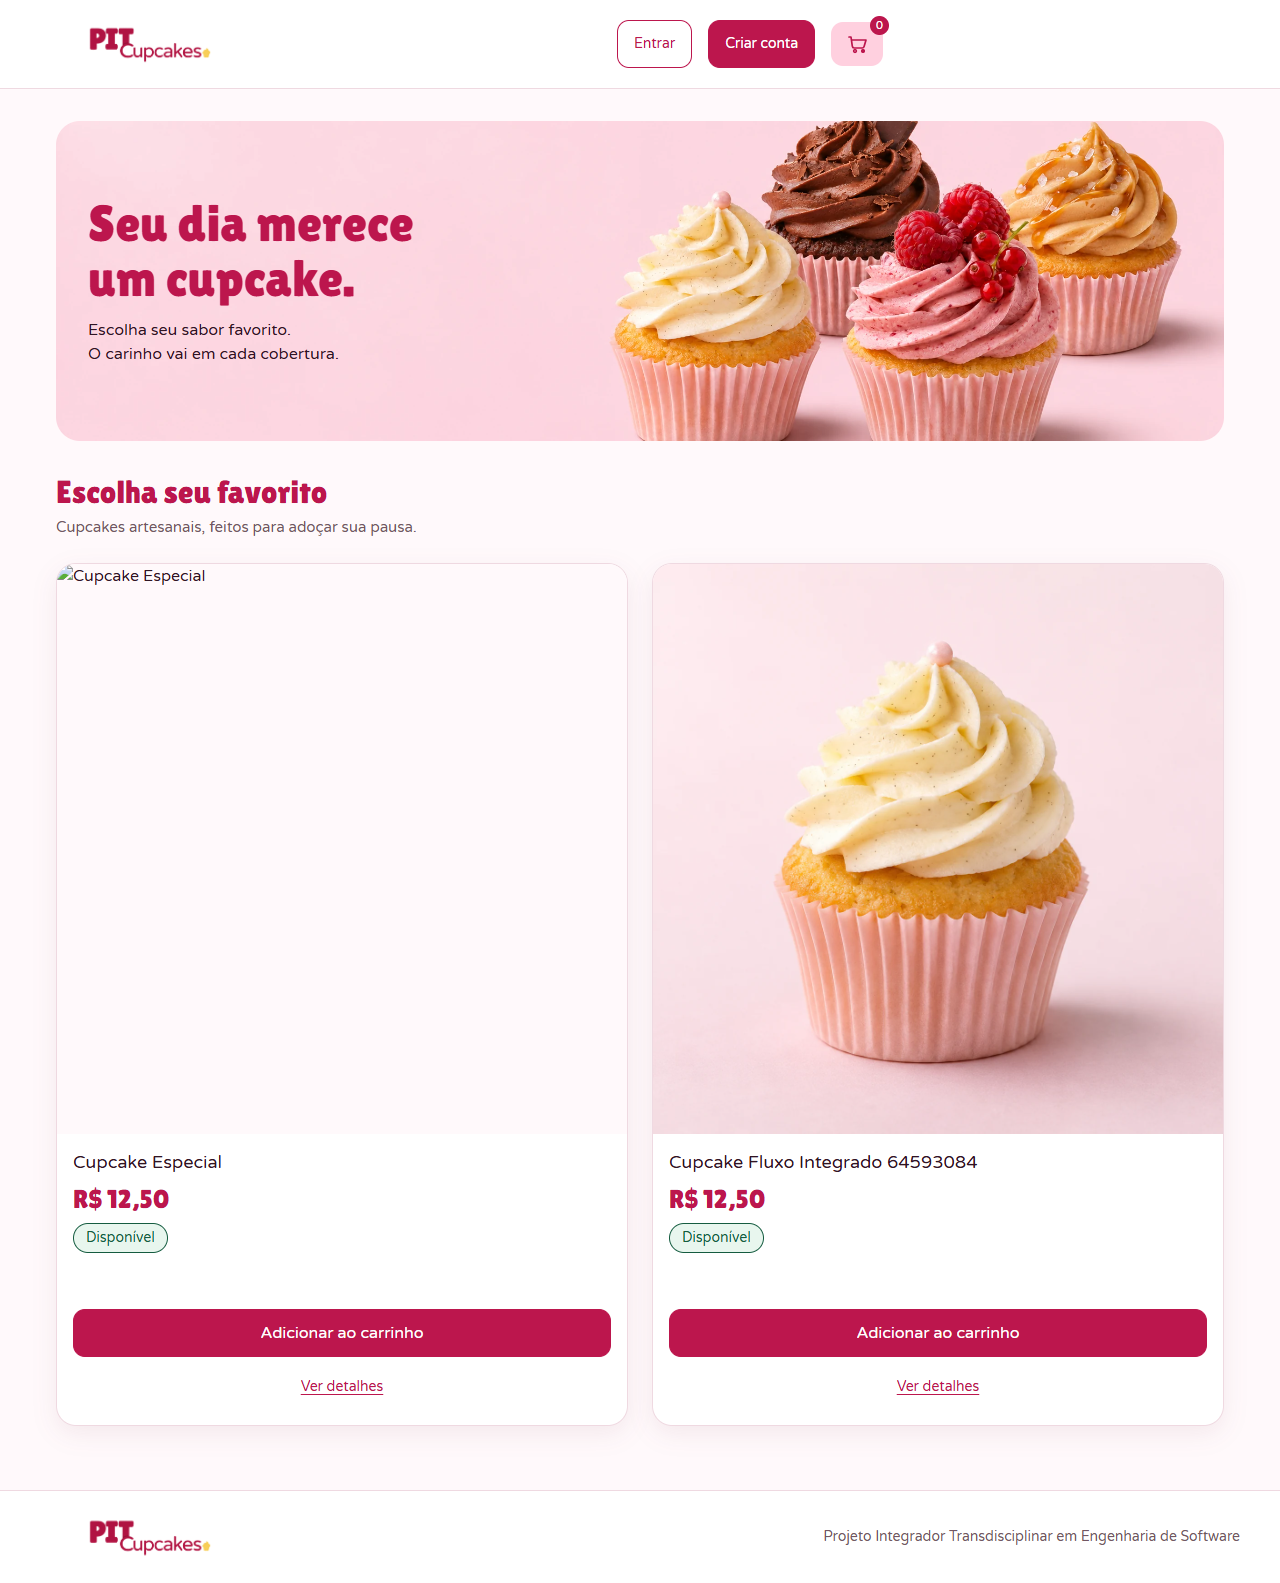 PIT
Cupcakes
Entrar
Criar conta
0
Seu dia merece
um cupcake.
Escolha seu sabor favorito.
O carinho vai em cada cobertura.
Escolha seu favorito
Cupcakes artesanais, feitos para adoçar sua pausa.
Cupcake Especial
Cupcake Especial
R$ 12,50
Disponível
Adicionar ao carrinho
Ver detalhes
Cupcake Fluxo Integrado 64593084
R$ 12,50
Disponível
Adicionar ao carrinho
Ver detalhes
PIT
Cupcakes
Projeto Integrador Transdisciplinar em Engenharia de Software